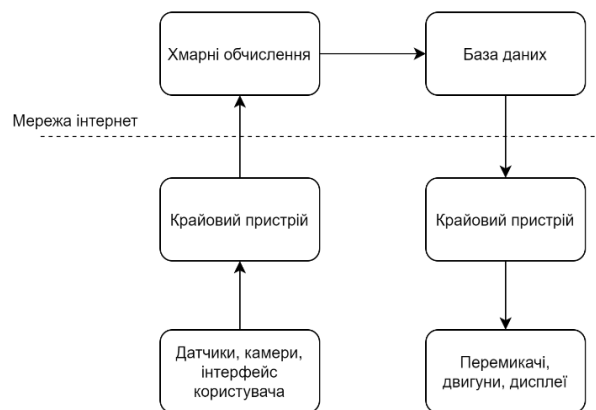 Хмарні обчислення
База даних
Мережа інтернет
Крайовий пристрій
Крайовий пристрій
Датчики, камери,
інтерфейс
користувача
Перемикачі,
двигуни, дисплеї